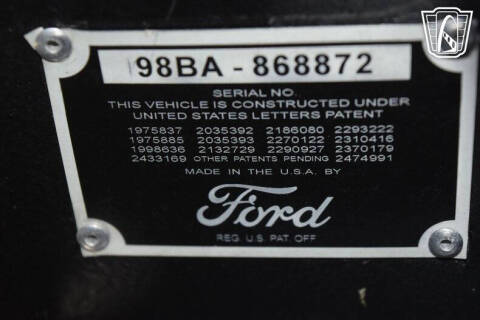 98BA - 868872
SERIAL NO.
THIS VEHICLE IS CONSTRUCTED UNDER
UNITED STATES LETTERS PATENT
1975837 2035392 2186080 2293222
1975885 2035393 2270122 2310416
1998636 2132729 2290927 2370179
2433169 OTHER PATENTS PENDING 2474991
MADE IN THE U.S.A. BY
Ford
REG. U.S. PAT. OFF